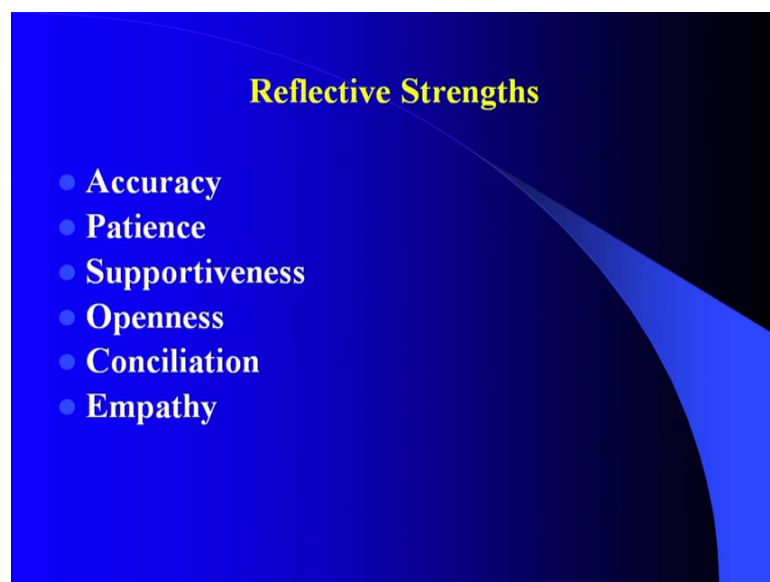 Reflective Strengths
Accuracy
Patience
Supportiveness
Openness
Conciliation
Empathy